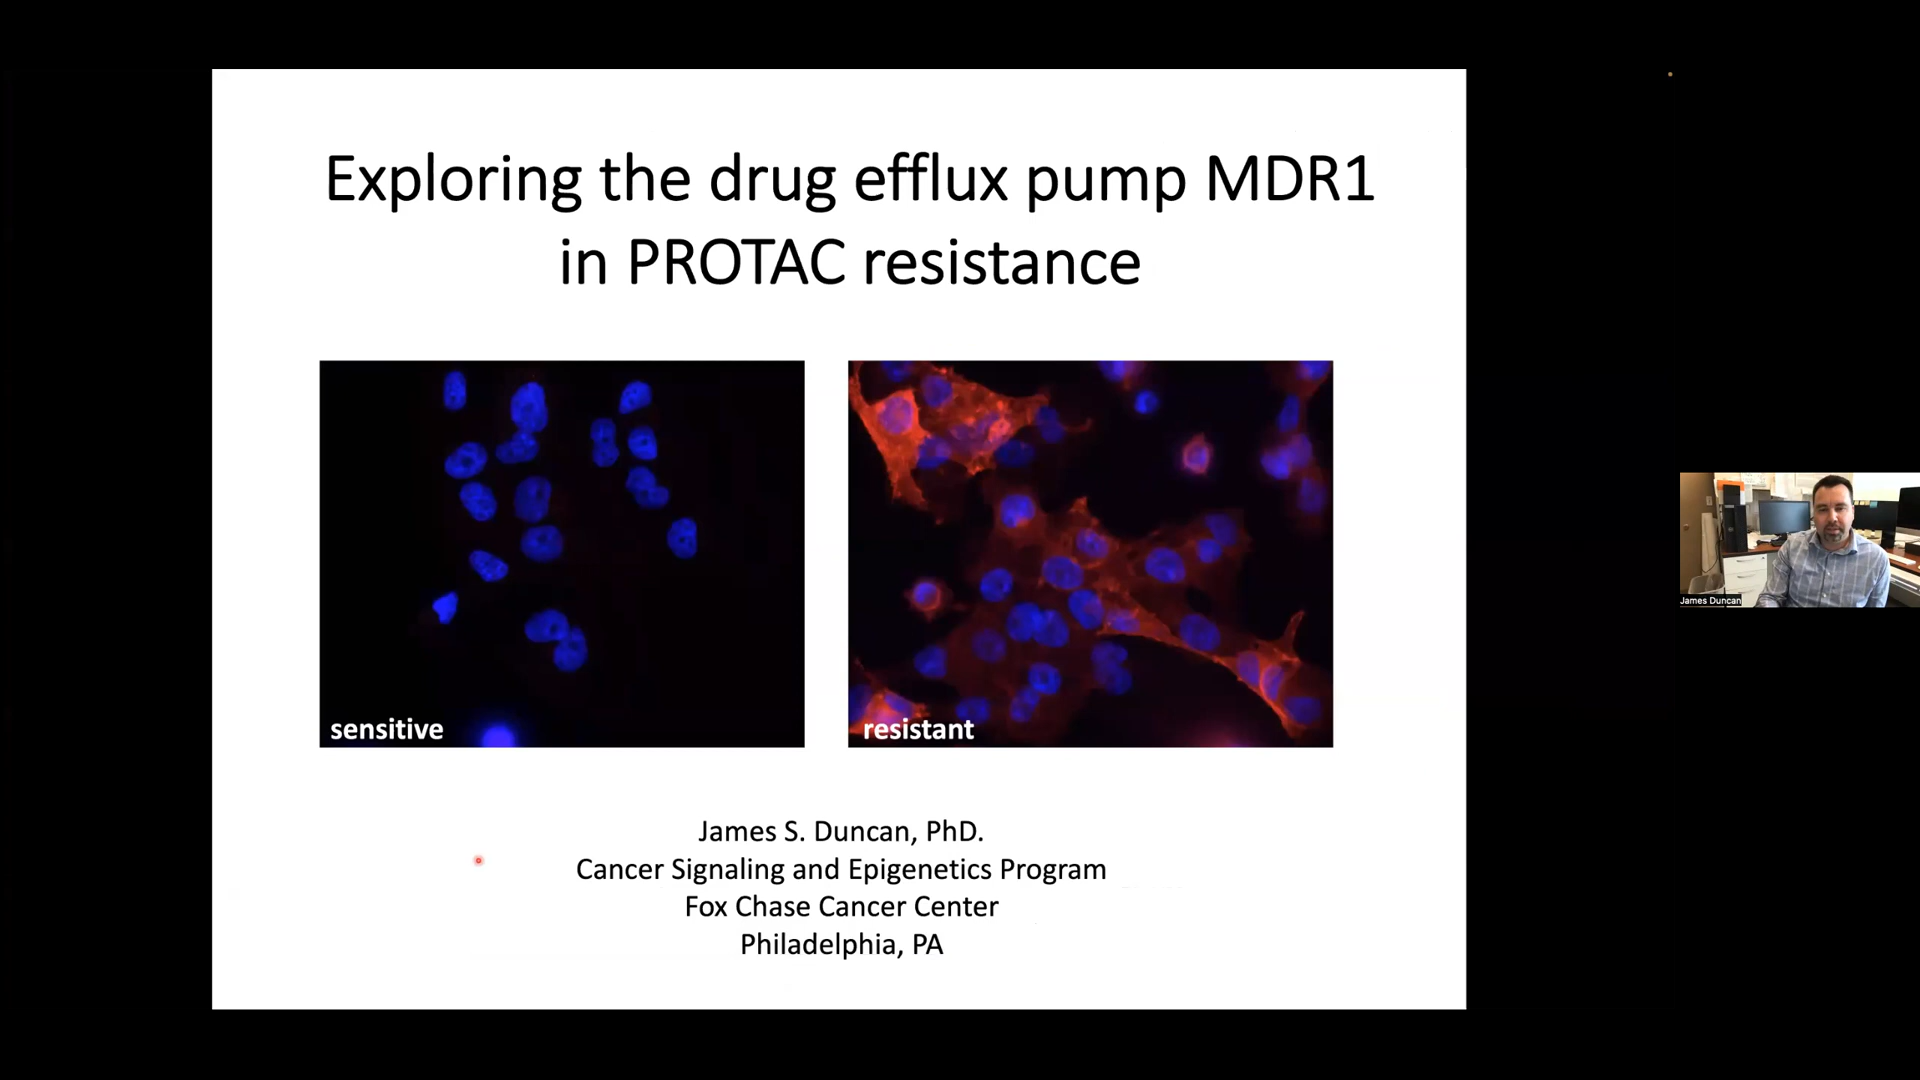 Exploring the drug efflux pump MDR1
in PROTAC resistance
sensitive
resistant
James S. Duncan, PhD.
Cancer Signaling and Epigenetics Program
Fox Chase Cancer Center
Philadelphia, PA
James Duncan